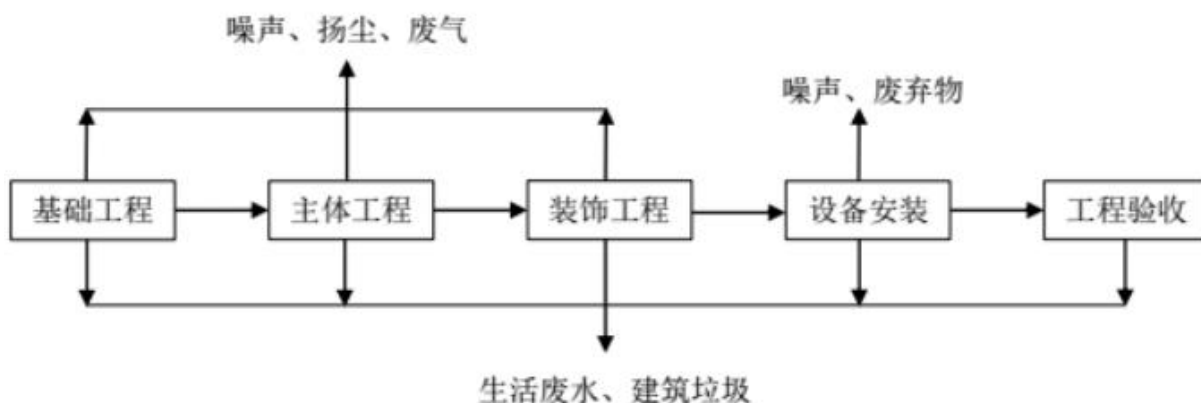 噪声、扬尘、废气
噪声、废弃物
基础工程
主体工程
装饰工程
设备安装
工程验收
生活废水、建筑垃圾